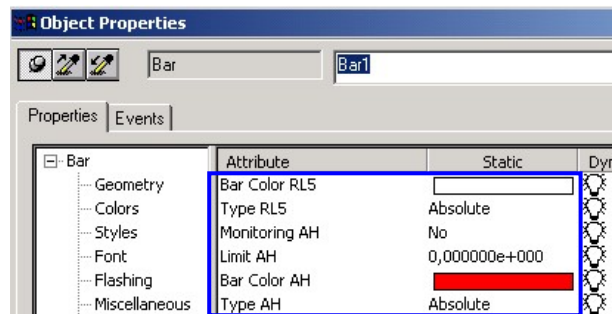 Object Properties
Bar Bar1
Properties Events
Bar Attribute Static
Geometry Bar Color RL5
Colors Type RL5 Absolute
Styles Monitoring AH No
Font Limit AH 0,000000e+000
Flashing Bar Color AH
Miscellaneous Type AH Absolute